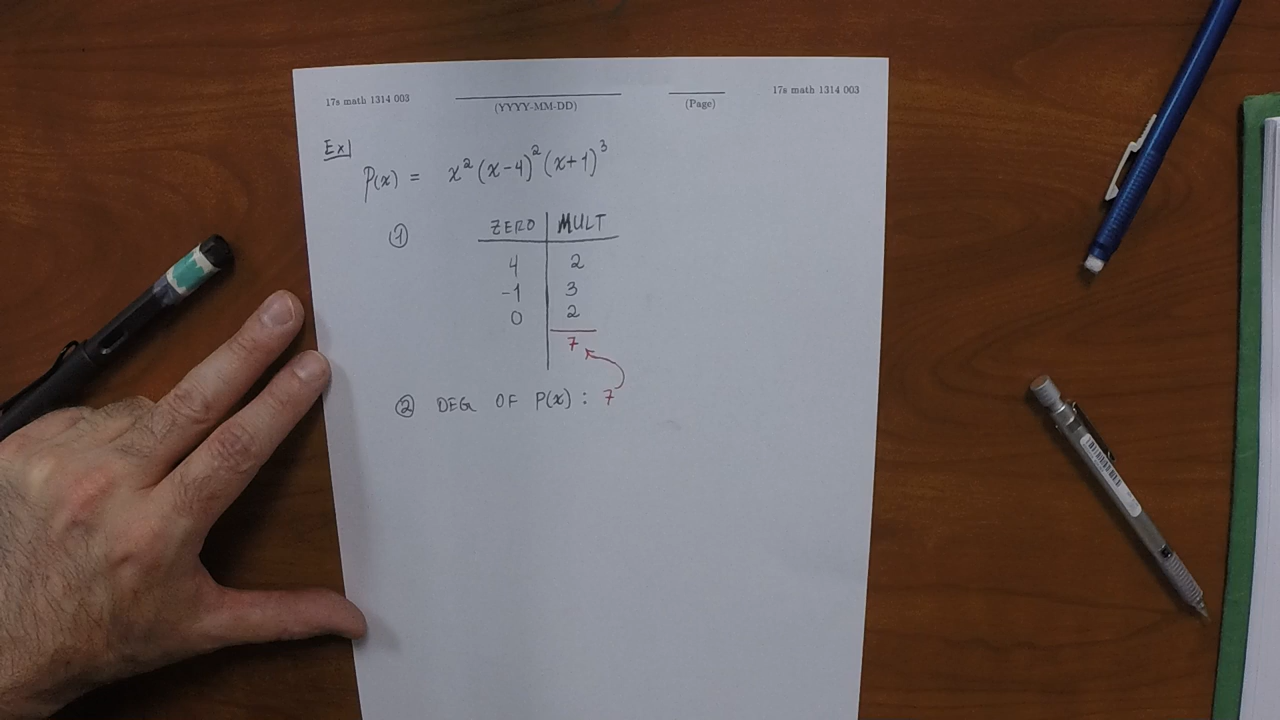 17s math 1314 003 (YYYY-MM-DD) (Page) 17s math 1314 003
Ex1
P(x) = x²(x-4)²(x+1)³
① ZERO MULT
4 2
-1 3
0 2
7
② DEG OF P(x) : 7